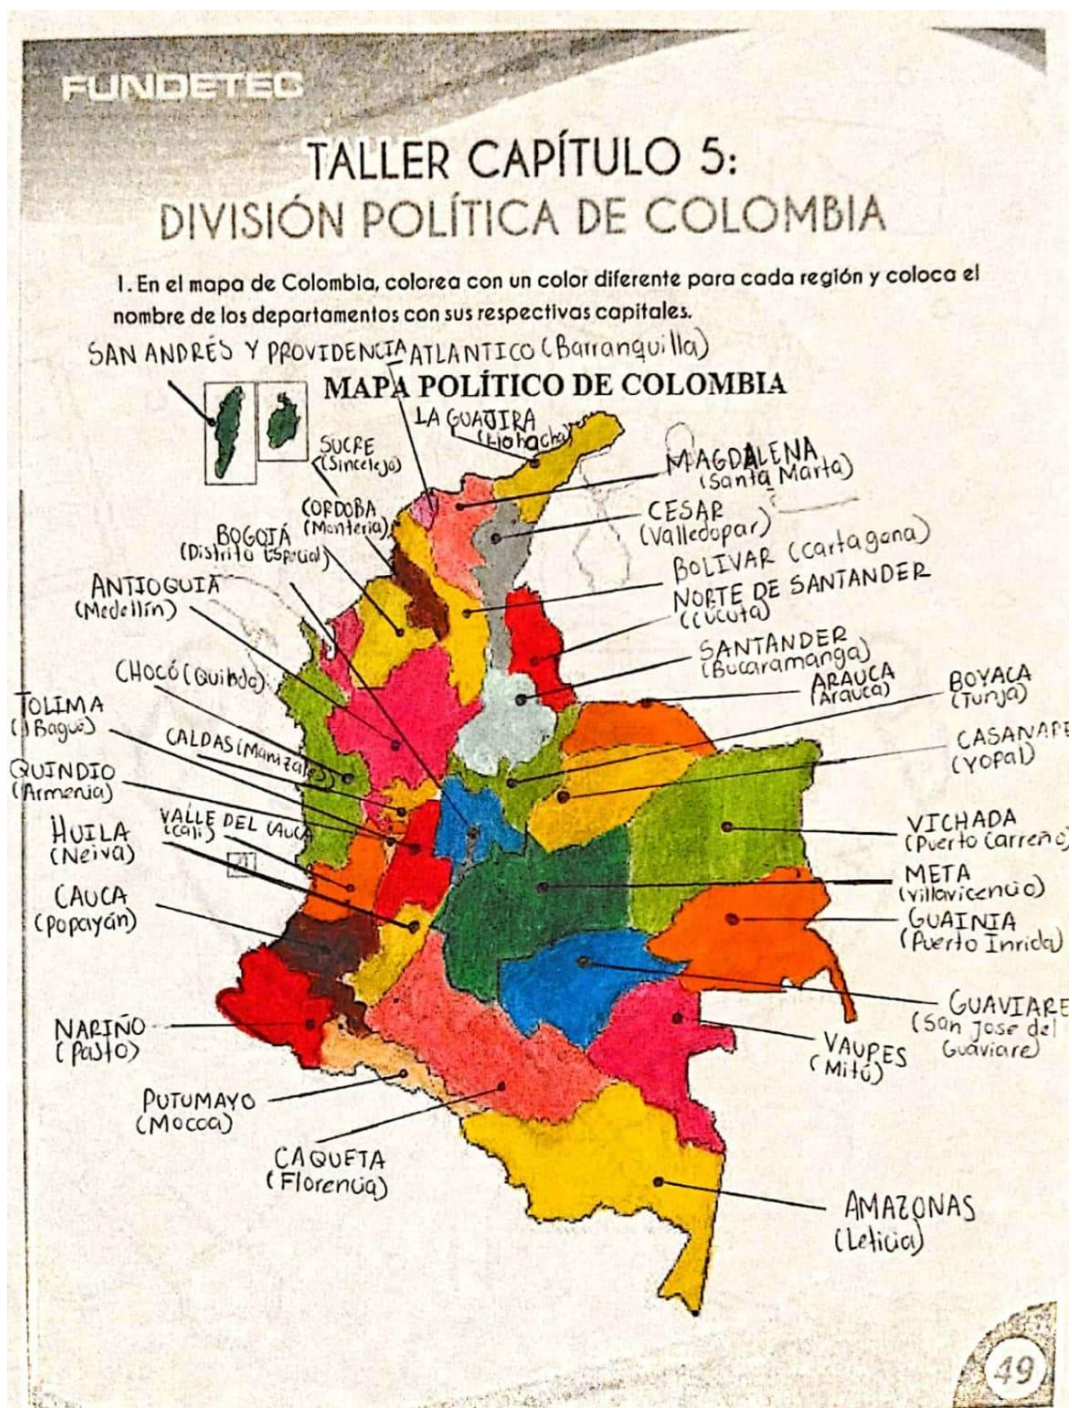 FUNDETEC
TALLER CAPÍTULO 5:
DIVISIÓN POLÍTICA DE COLOMBIA
1. En el mapa de Colombia, colorea con un color diferente para cada región y coloca el
nombre de los departamentos con sus respectivas capitales.
SAN ANDRÉS Y PROVIDENCIA
ATLANTICO (Barranquilla)
MAPA POLÍTICO DE COLOMBIA
LA GUAJIRA
(Riohacha)
SUCRE
(Sincelejo)
MAGDALENA
(Santa Marta)
CORDOBA
(Monteria)
CESAR
(Valledopar)
BOGOTÁ
(Distrito Especial)
BOLIVAR (Cartagena)
ANTIOQUIA
(Medellín)
NORTE DE SANTANDER
(Cucuta)
SANTANDER
(Bucaramanga)
CHOCÓ (Quibda)
ARAUCA
(Arauca)
BOYACA
(Tunja)
TOLIMA
(Ibague)
CALDAS (Manizales)
CASANARE
(Yopal)
QUINDIO
(Armenia)
HUILA
(Neiva)
VALLE DEL CAUCA
(Cali)
VICHADA
(Puerto Carreño)
META
(Villavicencio)
CAUCA
(Popayán)
GUAINIA
(Puerto Inrida)
GUAVIARE
(San Jose del
Guaviare)
NARIÑO
(Pasto)
VAUPES
(Mitú)
PUTUMAYO
(Mocoa)
CAQUETA
(Florencia)
AMAZONAS
(Leticia)
49